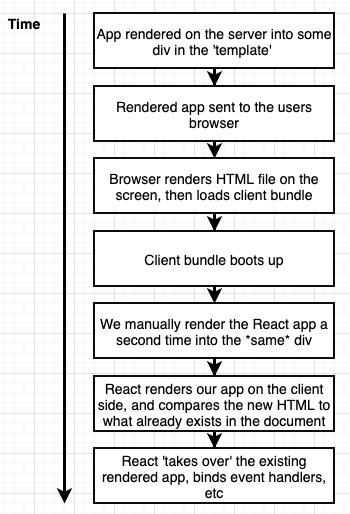 Time
App rendered on the server into some
div in the 'template'
Rendered app sent to the users
browser
Browser renders HTML file on the
screen, then loads client bundle
Client bundle boots up
We manually render the React app a
second time into the *same* div
React renders our app on the client
side, and compares the new HTML to
what already exists in the document
React 'takes over' the existing
rendered app, binds event handlers,
etc